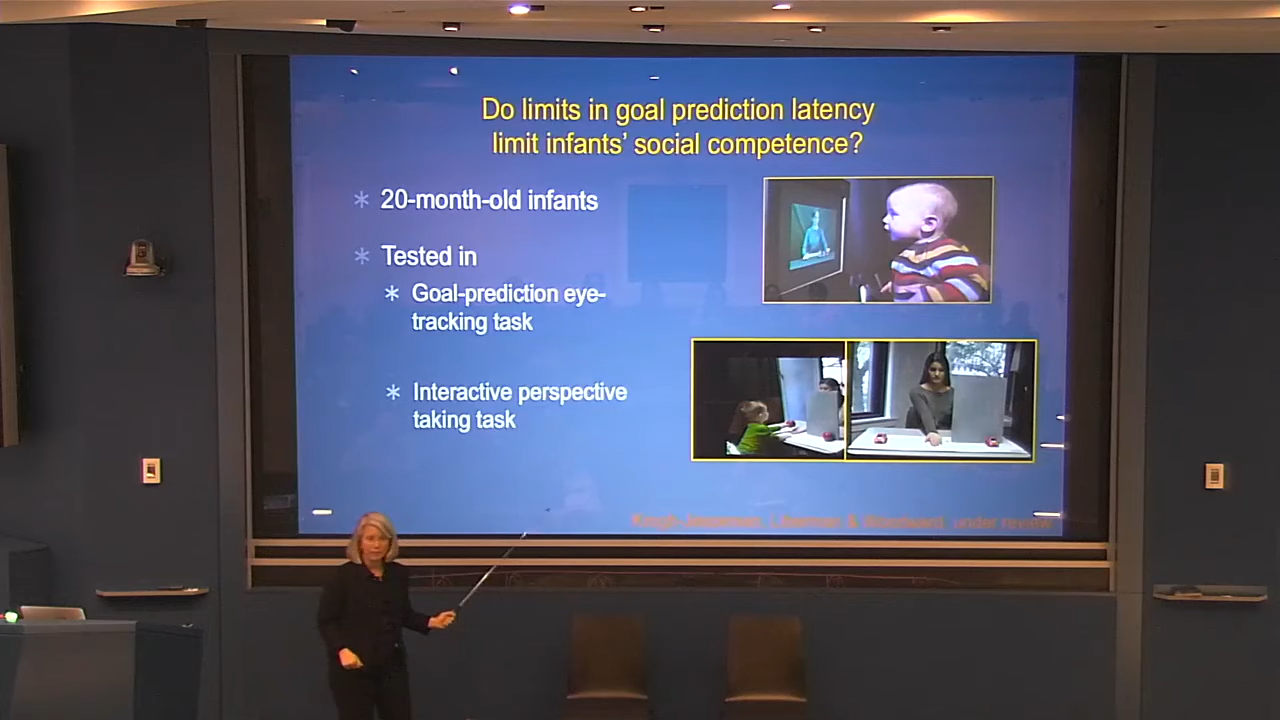 Do limits in goal prediction latency
limit infants’ social competence?
* 20-month-old infants
* Tested in
* Goal-prediction eye-
tracking task
* Interactive perspective
taking task
Krogh-Jespersen, Liberman & Woodward, under review